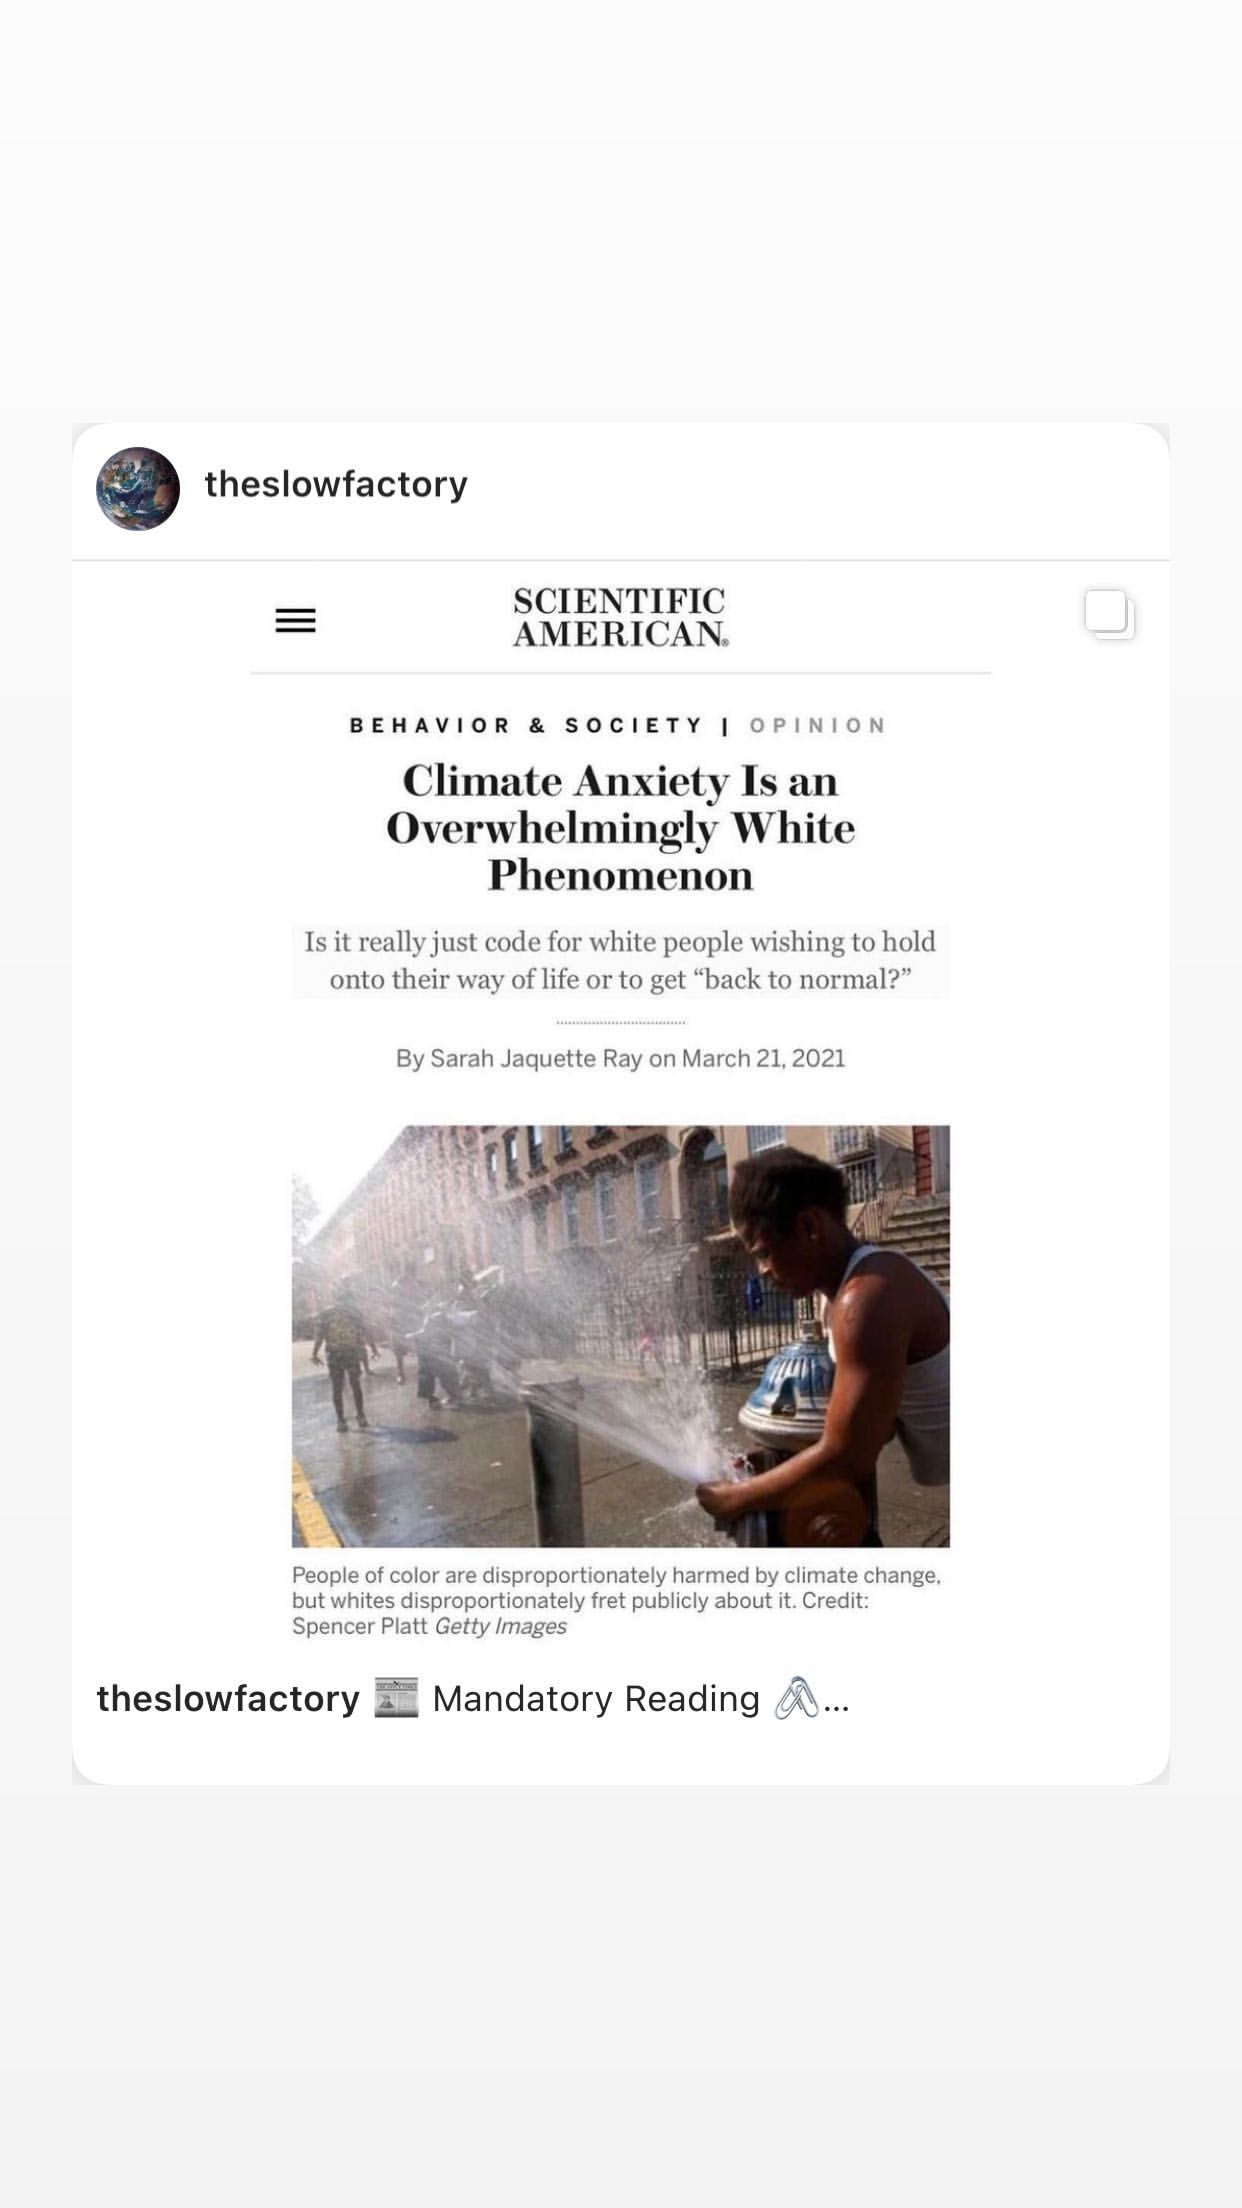 theslowfactory
SCIENTIFIC
AMERICAN®
BEHAVIOR & SOCIETY | OPINION
Climate Anxiety Is an
Overwhelmingly White
Phenomenon
Is it really just code for white people wishing to hold
onto their way of life or to get “back to normal?”
By Sarah Jaquette Ray on March 21, 2021
People of color are disproportionately harmed by climate change,
but whites disproportionately fret publicly about it. Credit:
Spencer Platt Getty Images
theslowfactory 📰 Mandatory Reading 🖇️...